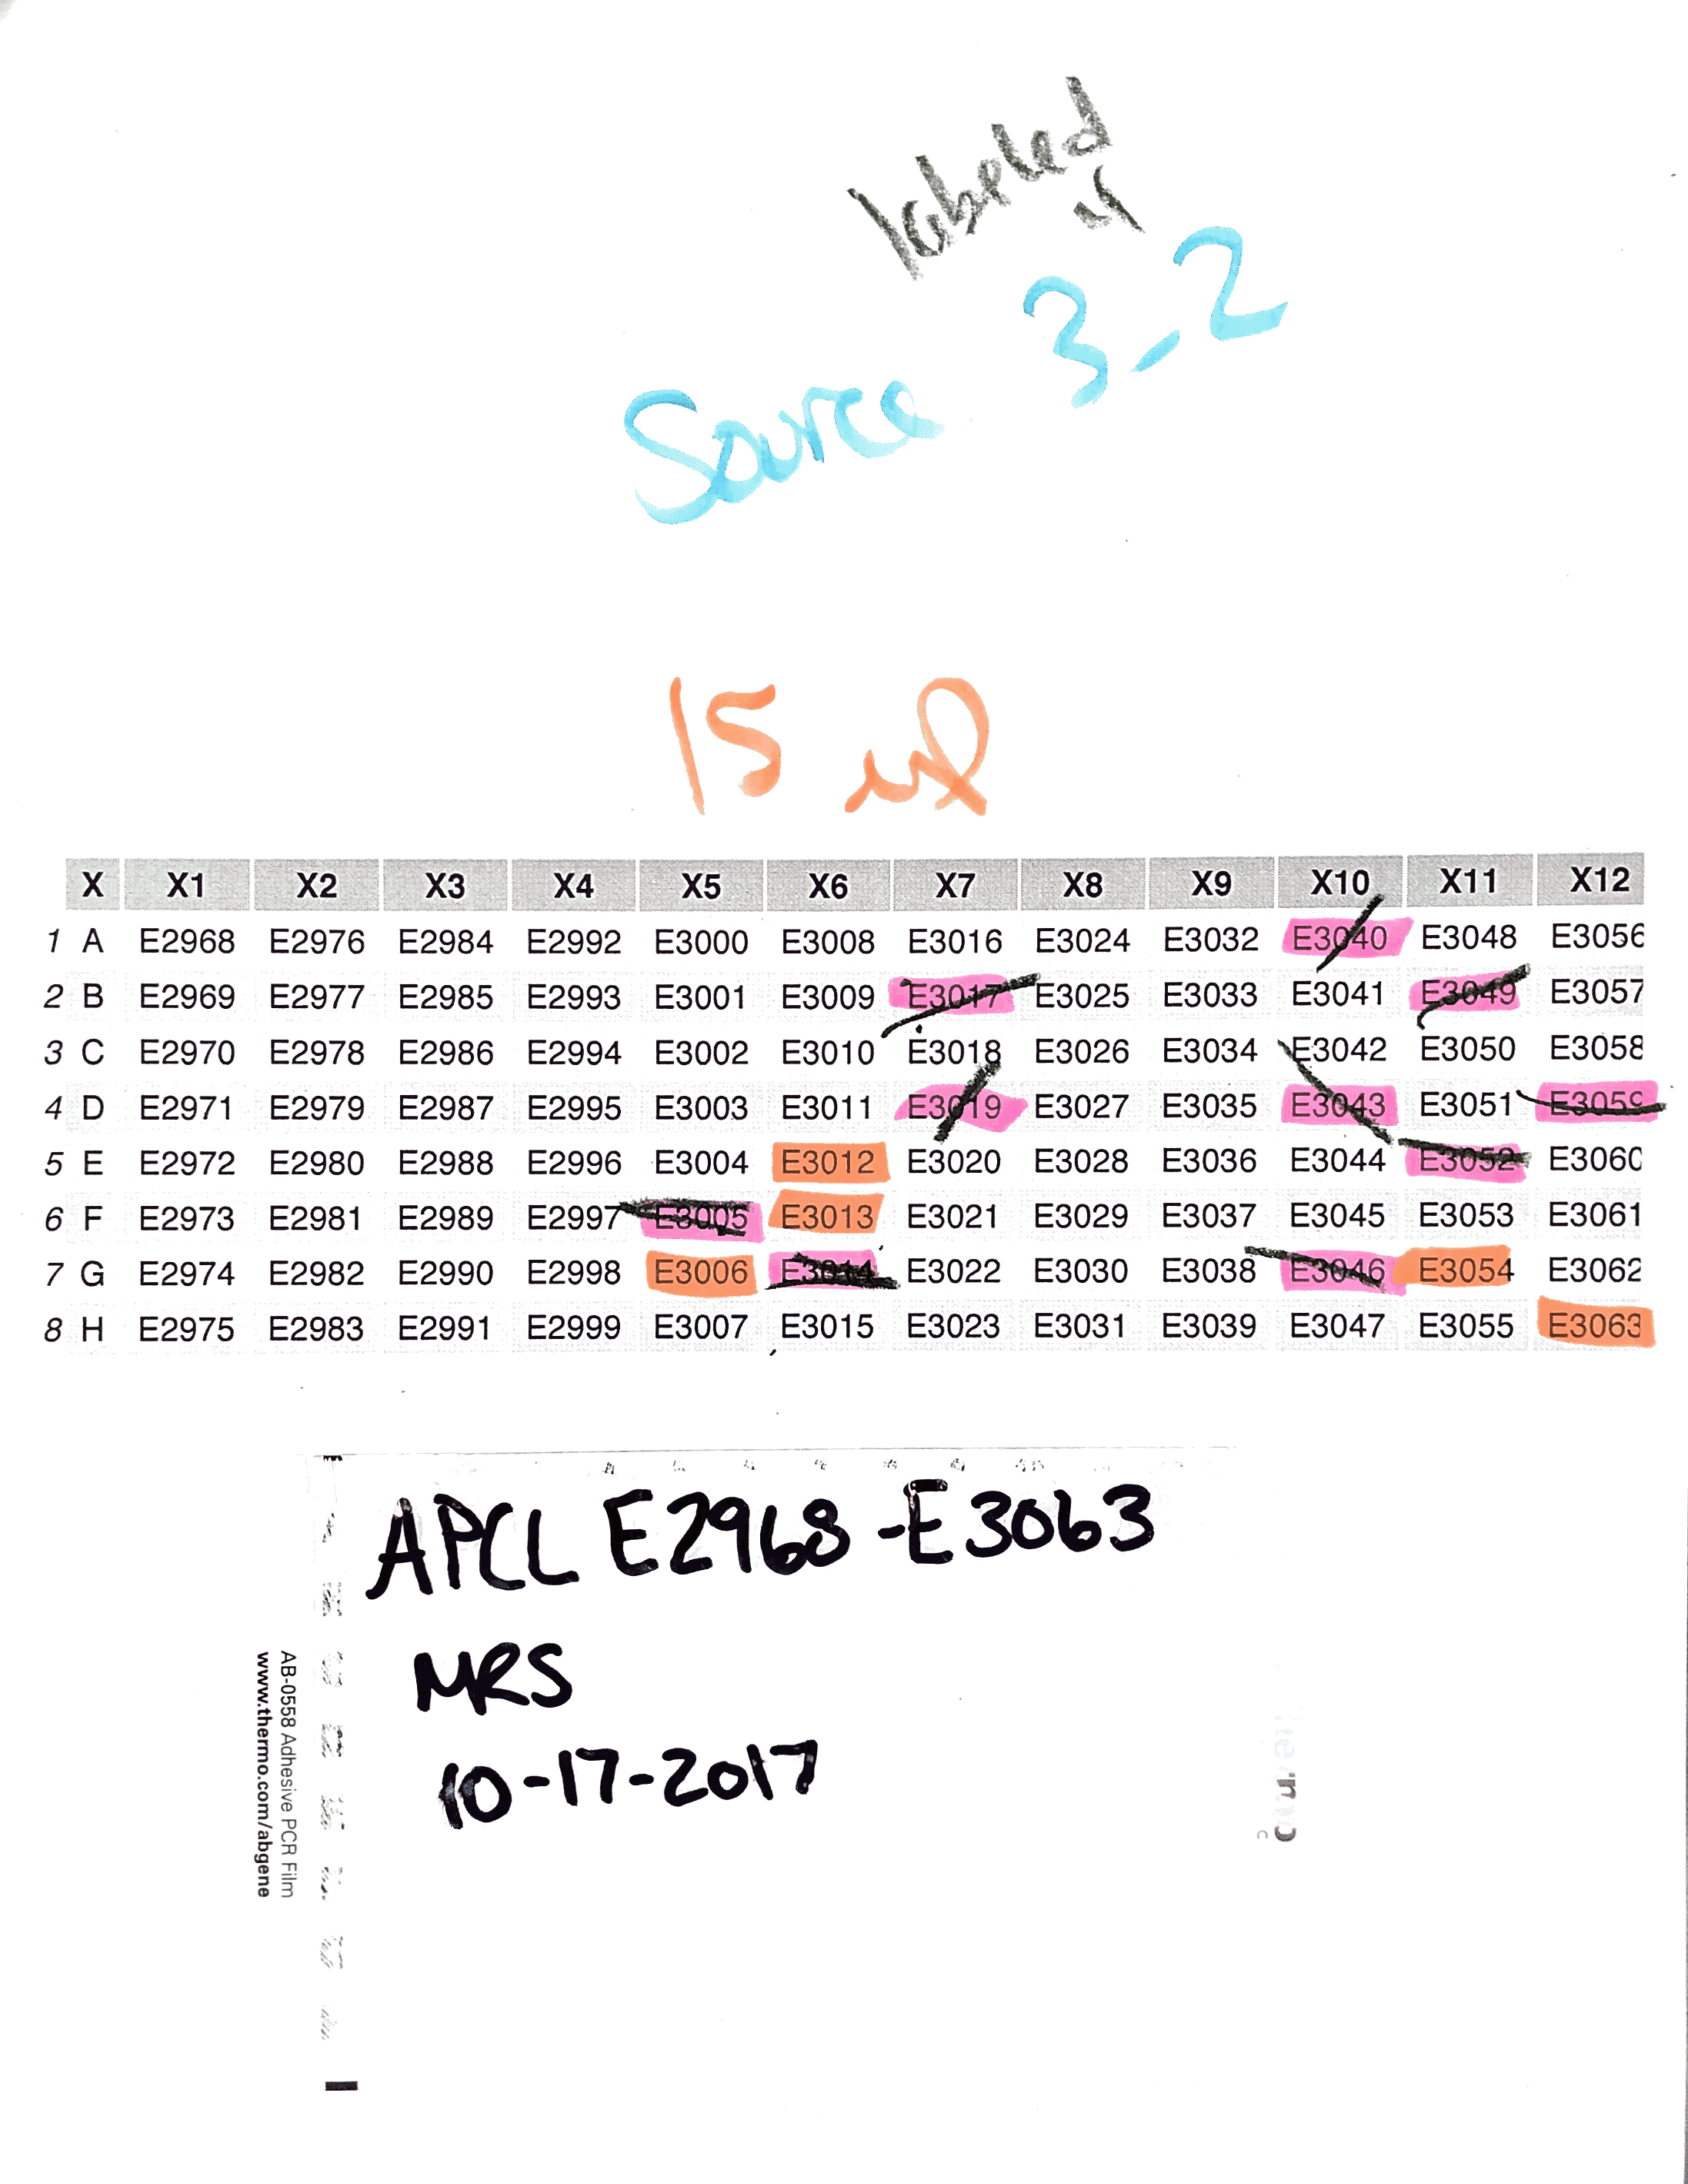 labeled
Source 3-2
15 ul
X X1 X2 X3 X4 X5 X6 X7 X8 X9 X10 X11 X12
1 A E2968 E2976 E2984 E2992 E3000 E3008 E3016 E3024 E3032 E3040 E3048 E3056
2 B E2969 E2977 E2985 E2993 E3001 E3009 E3017 E3025 E3033 E3041 E3049 E3057
3 C E2970 E2978 E2986 E2994 E3002 E3010 E3018 E3026 E3034 E3042 E3050 E3058
4 D E2971 E2979 E2987 E2995 E3003 E3011 E3019 E3027 E3035 E3043 E3051 E3059
5 E E2972 E2980 E2988 E2996 E3004 E3012 E3020 E3028 E3036 E3044 E3052 E3060
6 F E2973 E2981 E2989 E2997 E3005 E3013 E3021 E3029 E3037 E3045 E3053 E3061
7 G E2974 E2982 E2990 E2998 E3006 E3014 E3022 E3030 E3038 E3046 E3054 E3062
8 H E2975 E2983 E2991 E2999 E3007 E3015 E3023 E3031 E3039 E3047 E3055 E3063
APCL E2968-E3063
MRS
10-17-2017
AB-0558 Adhesive PCR Film
www.thermo.com/abgene